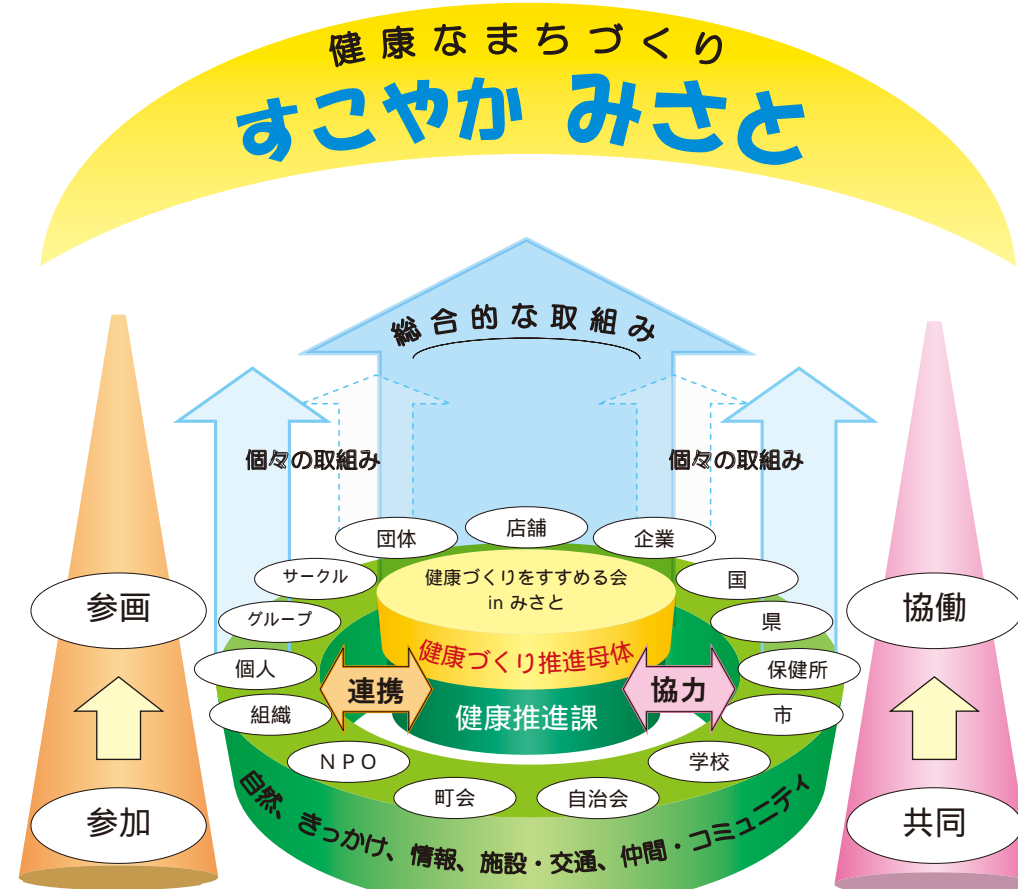 健康なまちづくり
すこやか みさと
総合的な取組み
個々の取組み
個々の取組み
店舗
団体
企業
サークル
国
グループ
県
個人
保健所
組織
市
ＮＰＯ
学校
町会
自治会
健康づくりをすすめる会
in みさと
健康づくり推進母体
連携
協力
健康推進課
自然、きっかけ、情報、施設・交通、仲間・コミュニティ
参画
参加
協働
共同